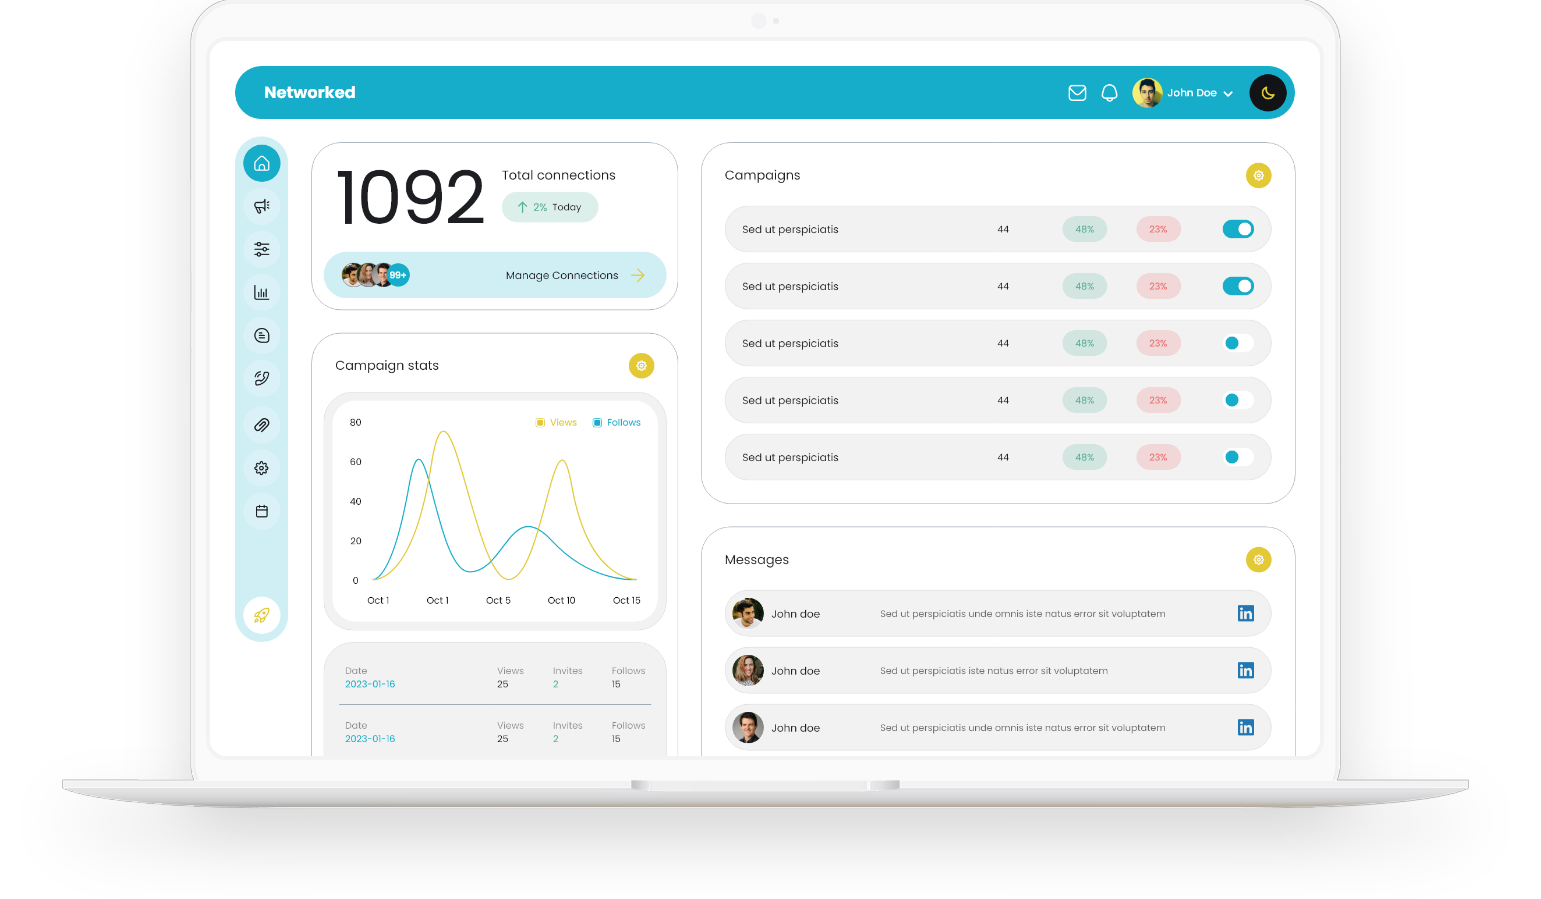 Networked
John Doe
1092
Total connections
2% Today
99+
Manage Connections
Campaign stats
80
Views
Follows
60
40
20
0
Oct 1
Oct 1
Oct 5
Oct 10
Oct 15
Date Views Invites Follows
2023-01-16 25 2 15
Date Views Invites Follows
2023-01-16 25 2 15
Campaigns
Sed ut perspiciatis 44 48% 23%
Sed ut perspiciatis 44 48% 23%
Sed ut perspiciatis 44 48% 23%
Sed ut perspiciatis 44 48% 23%
Sed ut perspiciatis 44 48% 23%
Messages
John doe Sed ut perspiciatis unde omnis iste natus error sit voluptatem in
John doe Sed ut perspiciatis iste natus error sit voluptatem in
John doe Sed ut perspiciatis unde omnis iste natus error sit voluptatem in